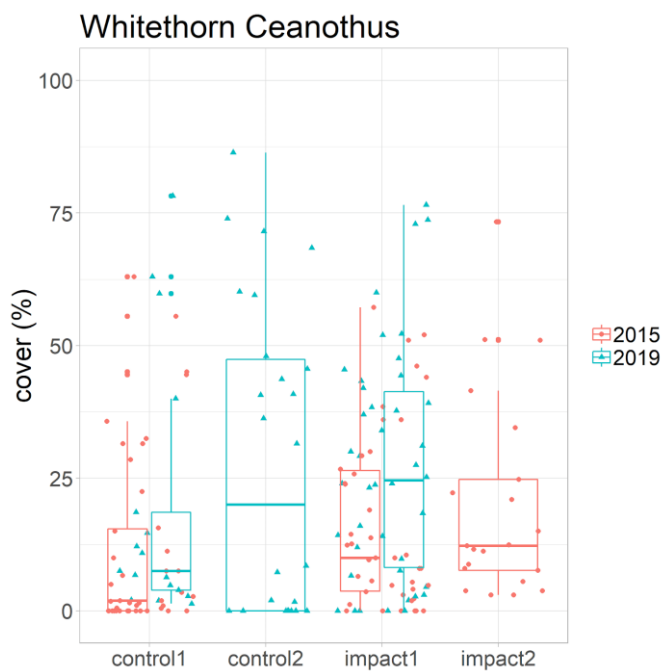 Whitethorn Ceanothus
100
75
50
25
0
cover (%)
control1 control2 impact1 impact2
2015
2019